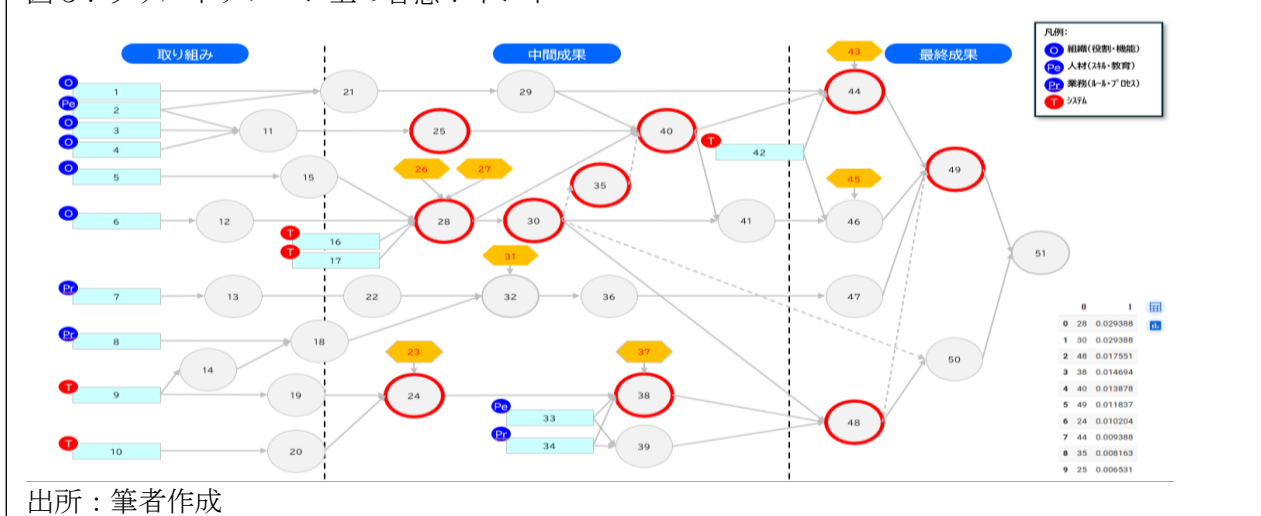 取り組み
中間成果
最終成果
凡例:
O 組織(役割・機能)
Pe 人材(スキル・教育)
Pr 業務(ルール・プロセス)
T システム
43
O 1
21
29
44
Pe 2
O 3
11
25
40
O 4
T 42
O 5
15
26
27
35
45
49
O 6
12
28
30
41
46
T 16
T 17
31
51
Pr 7
13
22
32
36
47
Pr 8
18
14
23
37
50
T 9
19
24
38
Pe 33
Pr 34
39
48
T 10
20
0 1
0 28 0.029388
1 30 0.029388
2 48 0.017551
3 38 0.014694
4 40 0.013878
5 49 0.011837
6 24 0.010204
7 44 0.009388
8 35 0.008163
9 25 0.006531
出所：筆者作成